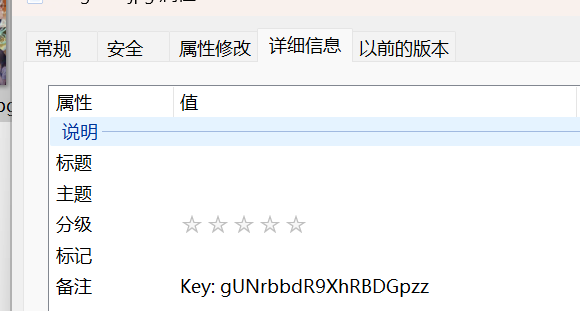 常规 安全 属性修改 详细信息 以前的版本
属性 值
说明
标题
主题
分级
标记
备注 Key: gUNrbbdR9XhRBDGpzz